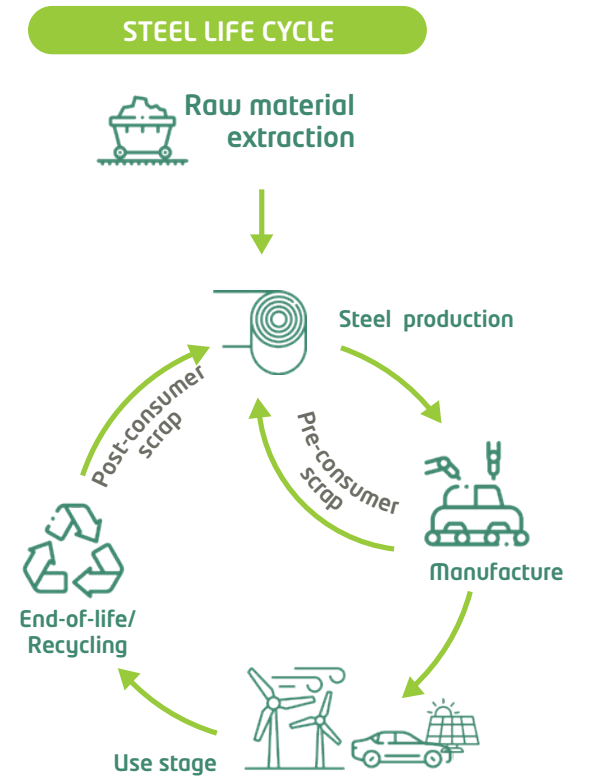 STEEL LIFE CYCLE
Raw material
extraction
Steel production
Post-consumer
scrap
Pre-consumer
scrap
Manufacture
End-of-life/
Recycling
Use stage